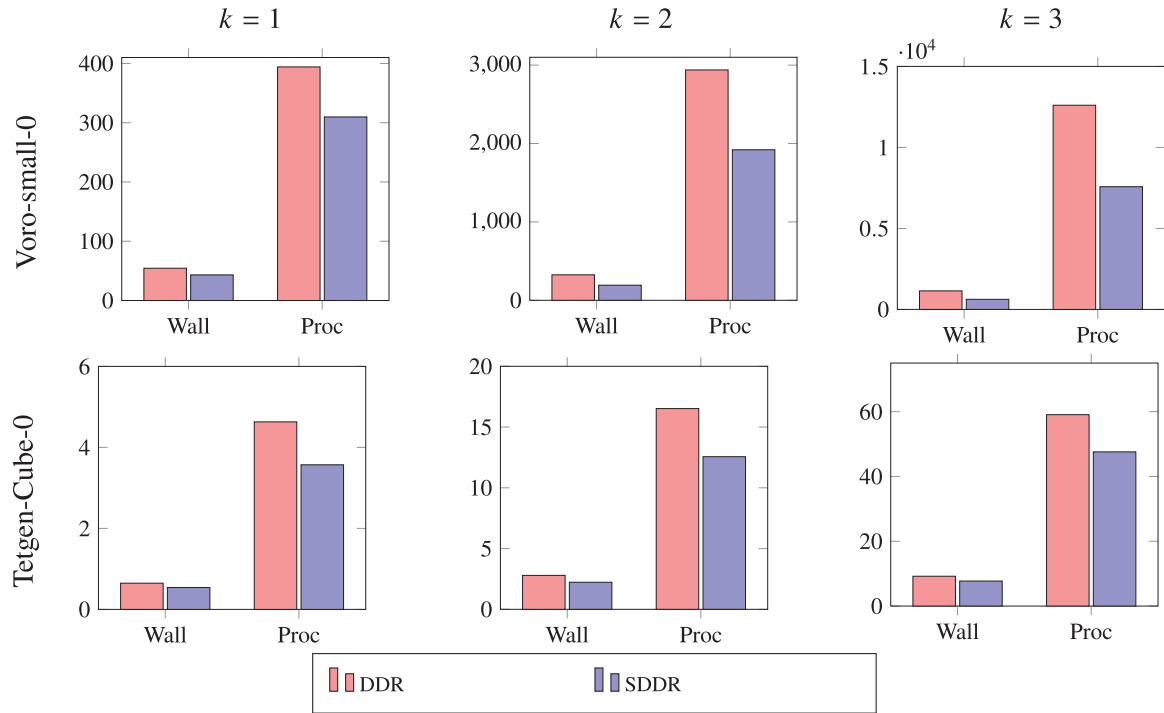 k = 1
k = 2
k = 3
Voro-small-0
400
300
200
100
0
Wall
Proc
3,000
2,000
1,000
0
Wall
Proc
·10⁴
1.5
1
0.5
0
Wall
Proc
Tetgen-Cube-0
6
4
2
0
Wall
Proc
20
15
10
5
0
Wall
Proc
60
40
20
0
Wall
Proc
DDR
SDDR